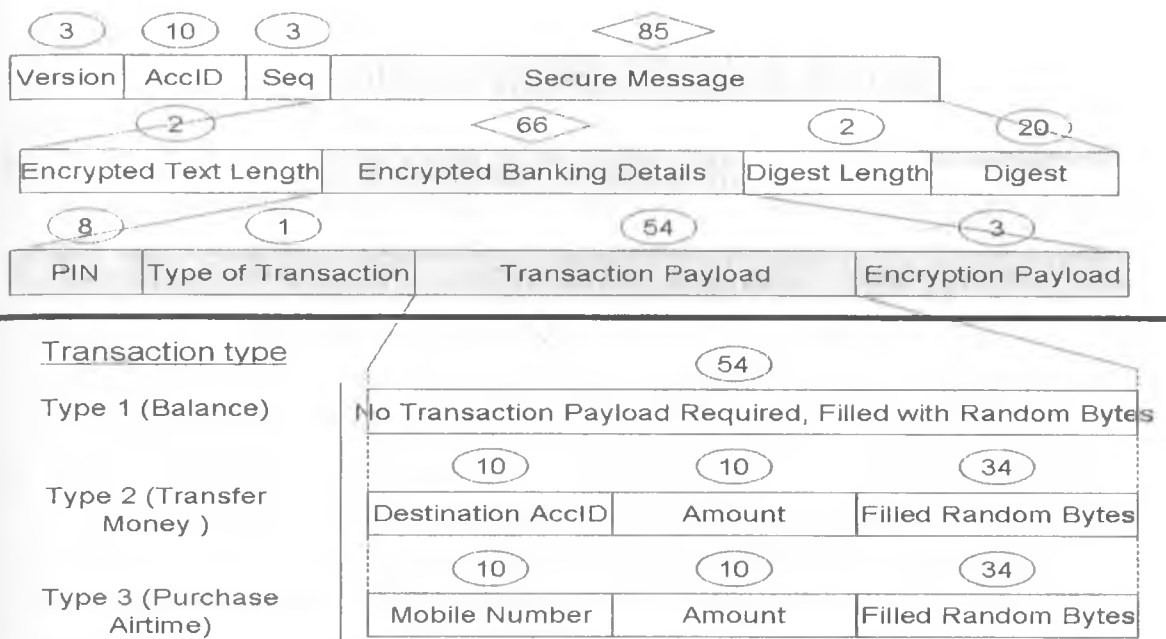 3 10 3 85
Version AccID Seq Secure Message
2 66 2 20
Encrypted Text Length Encrypted Banking Details Digest Length Digest
8 1 54 3
PIN Type of Transaction Transaction Payload Encryption Payload
Transaction type
54
Type 1 (Balance) No Transaction Payload Required, Filled with Random Bytes
10 10 34
Type 2 (Transfer
Money ) Destination AccID Amount Filled Random Bytes
10 10 34
Type 3 (Purchase
Airtime) Mobile Number Amount Filled Random Bytes